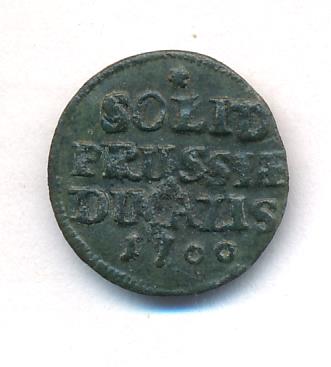 SOLID
PRUSSIE
DUCALIS
1700